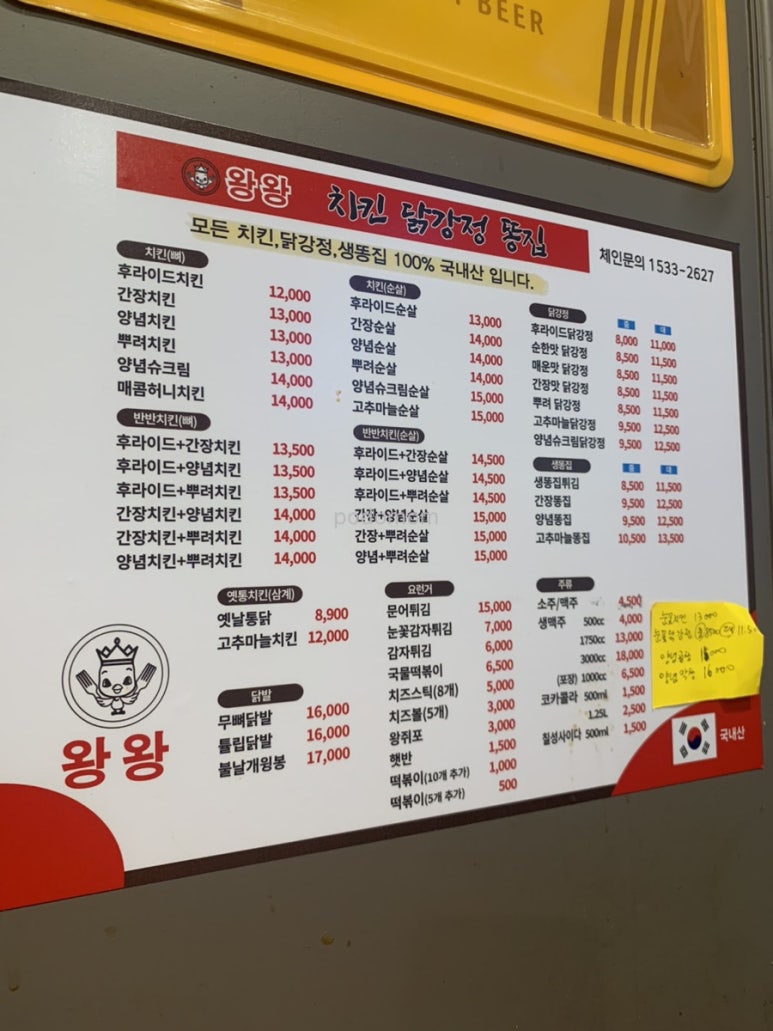 BEER
왕왕 치킨 닭강정 똥집
모든 치킨,닭강정,생똥집 100% 국내산 입니다.
체인문의 1533-2627
치킨(뼈)
후라이드치킨 12,000
간장치킨 13,000
양념치킨 13,000
뿌려치킨 13,000
양념슈크림 14,000
매콤허니치킨 14,000
반반치킨(뼈)
후라이드+간장치킨 13,500
후라이드+양념치킨 13,500
후라이드+뿌려치킨 13,500
간장치킨+양념치킨 14,000
간장치킨+뿌려치킨 14,000
양념치킨+뿌려치킨 14,000
치킨(순살)
후라이드순살 13,000
간장순살 14,000
양념순살 14,000
뿌려순살 14,000
양념슈크림순살 15,000
고추마늘순살 15,000
반반치킨(순살)
후라이드+간장순살 14,500
후라이드+양념순살 14,500
후라이드+뿌려순살 14,500
간장+양념순살 15,000
간장+뿌려순살 15,000
양념+뿌려순살 15,000
닭강정 중 대
후라이드닭강정 8,000 11,000
순한맛 닭강정 8,500 11,500
매운맛 닭강정 8,500 11,500
간장맛 닭강정 8,500 11,500
뿌려 닭강정 8,500 11,500
고추마늘닭강정 9,500 12,500
양념슈크림닭강정 9,500 12,500
생똥집 중 대
생똥집튀김 8,500 11,500
간장똥집 9,500 12,500
양념똥집 9,500 12,500
고추마늘똥집 10,500 13,500
옛통치킨(삼계)
옛날통닭 8,900
고추마늘치킨 12,000
닭발
무뼈닭발 16,000
튤립닭발 16,000
불날개윙봉 17,000
요런거
문어튀김 15,000
눈꽃감자튀김 7,000
감자튀김 6,000
국물떡볶이 6,500
치즈스틱(8개) 5,000
치즈볼(5개) 3,000
왕쥐포 3,000
햇반 1,500
떡볶이(10개 추가) 1,000
떡볶이(5개 추가) 500
주류
소주/맥주 4,500
생맥주 500cc 4,000
1750cc 13,000
3000cc 18,000
(포장) 1000cc 6,500
코카콜라 500ml 1,500
1.25L 2,500
칠성사이다 500ml 1,500
13000
16000
왕왕
국내산